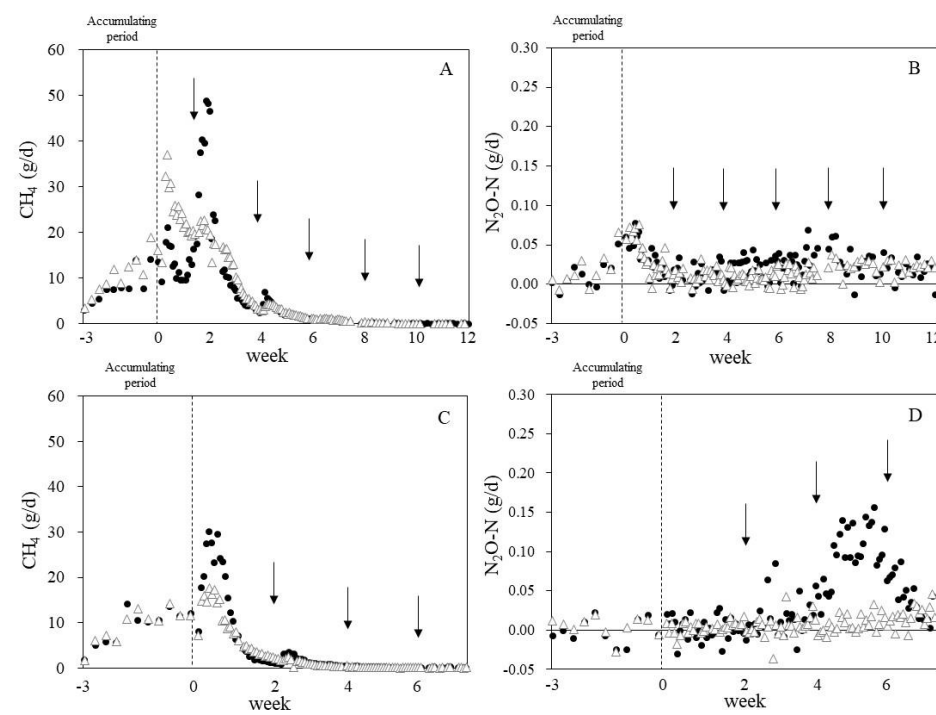 Accumulating
period
60
50
40
30
20
10
0
CH₄ (g/d)
A
-3
0
2
4
6
8
10
12
week
Accumulating
period
0.30
0.25
0.20
0.15
0.10
0.05
0.00
-0.05
N₂O-N (g/d)
B
-3
0
2
4
6
8
10
12
week
Accumulating
period
60
50
40
30
20
10
0
CH₄ (g/d)
C
-3
0
2
4
6
week
Accumulating
period
0.30
0.25
0.20
0.15
0.10
0.05
0.00
-0.05
N₂O-N (g/d)
D
-3
0
2
4
6
week